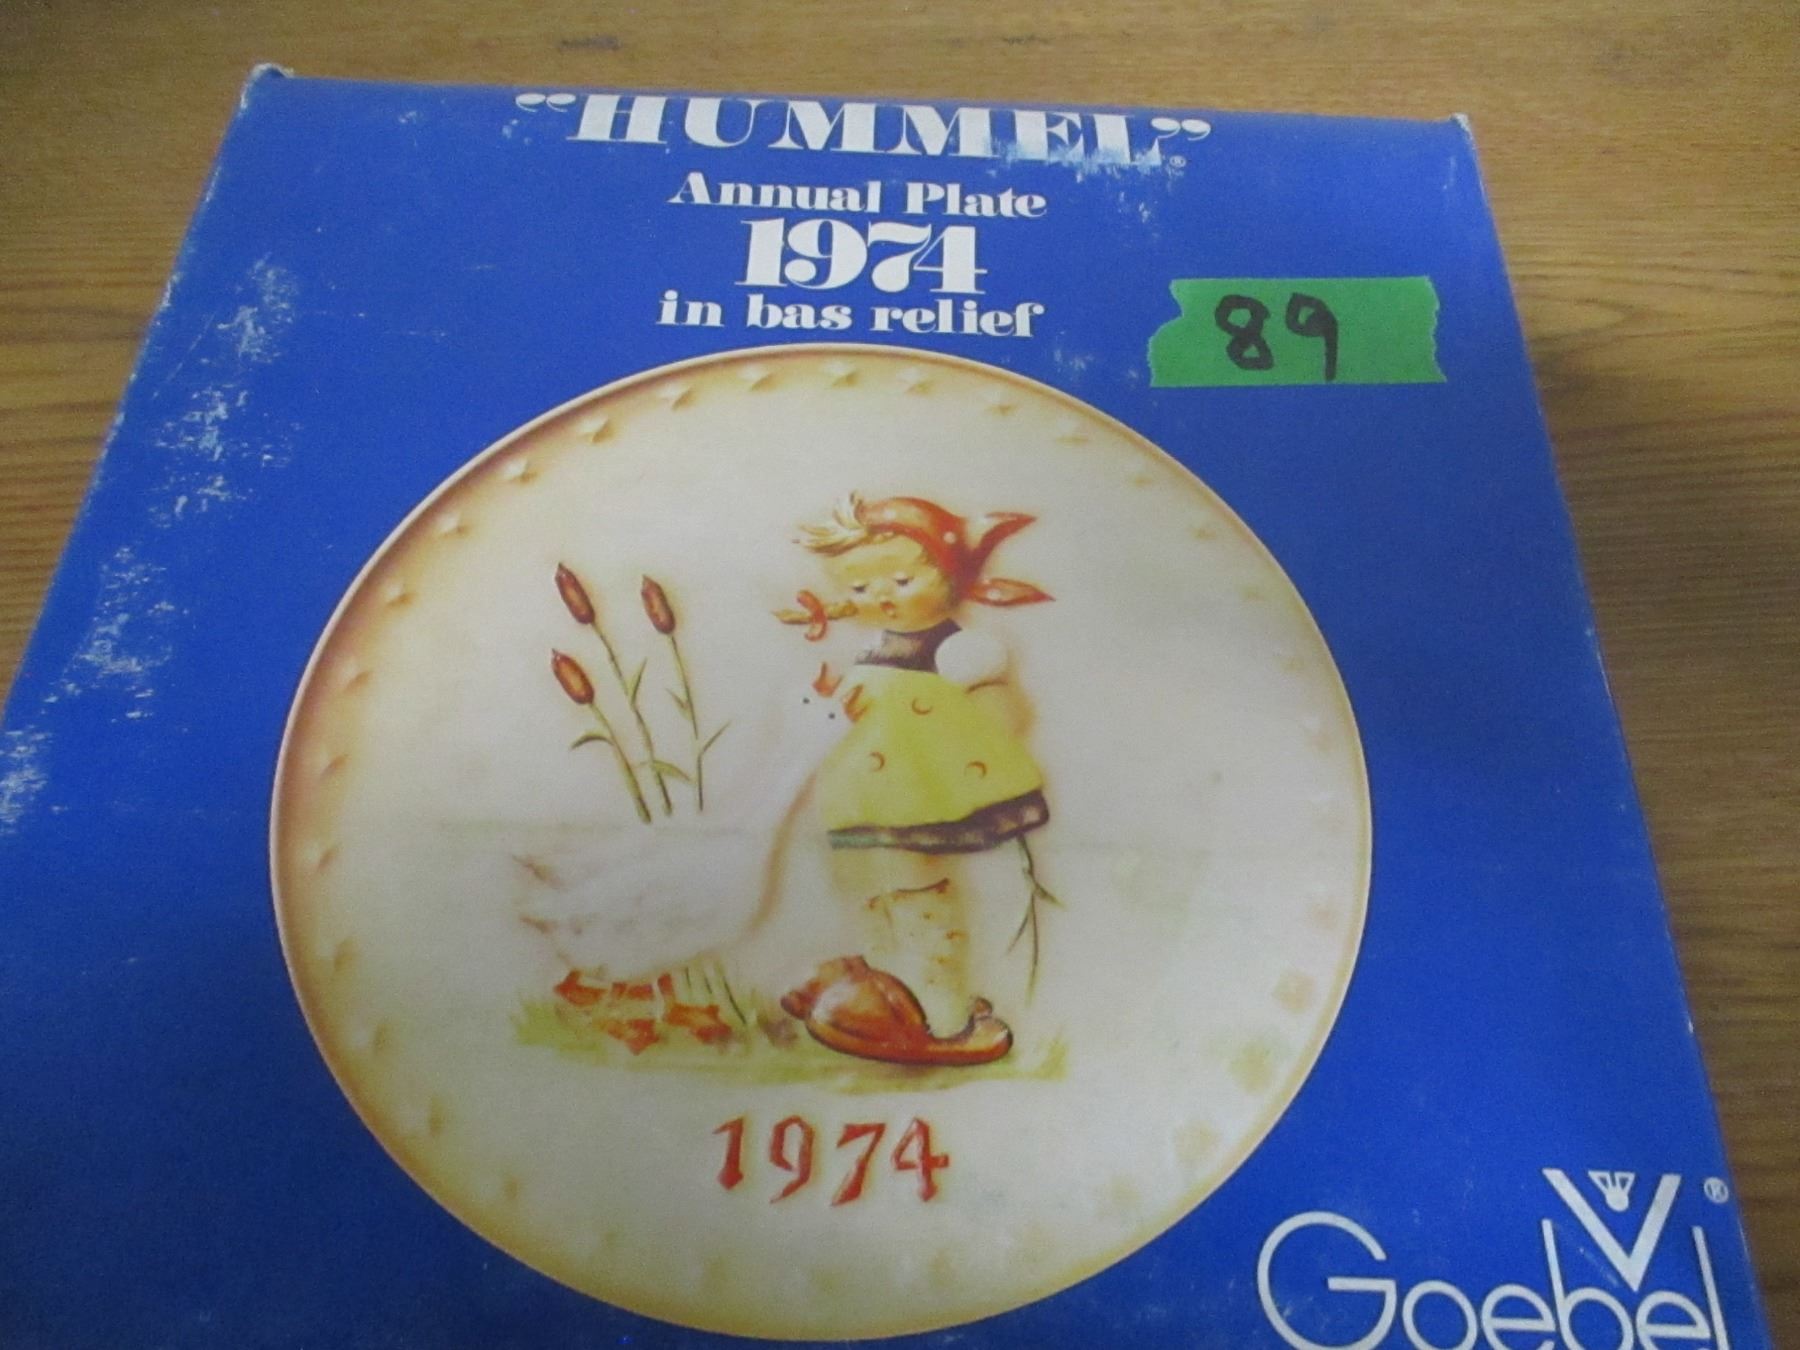 “HUMMEL”®
Annual Plate
1974
in bas relief
89
1974
Goebel®